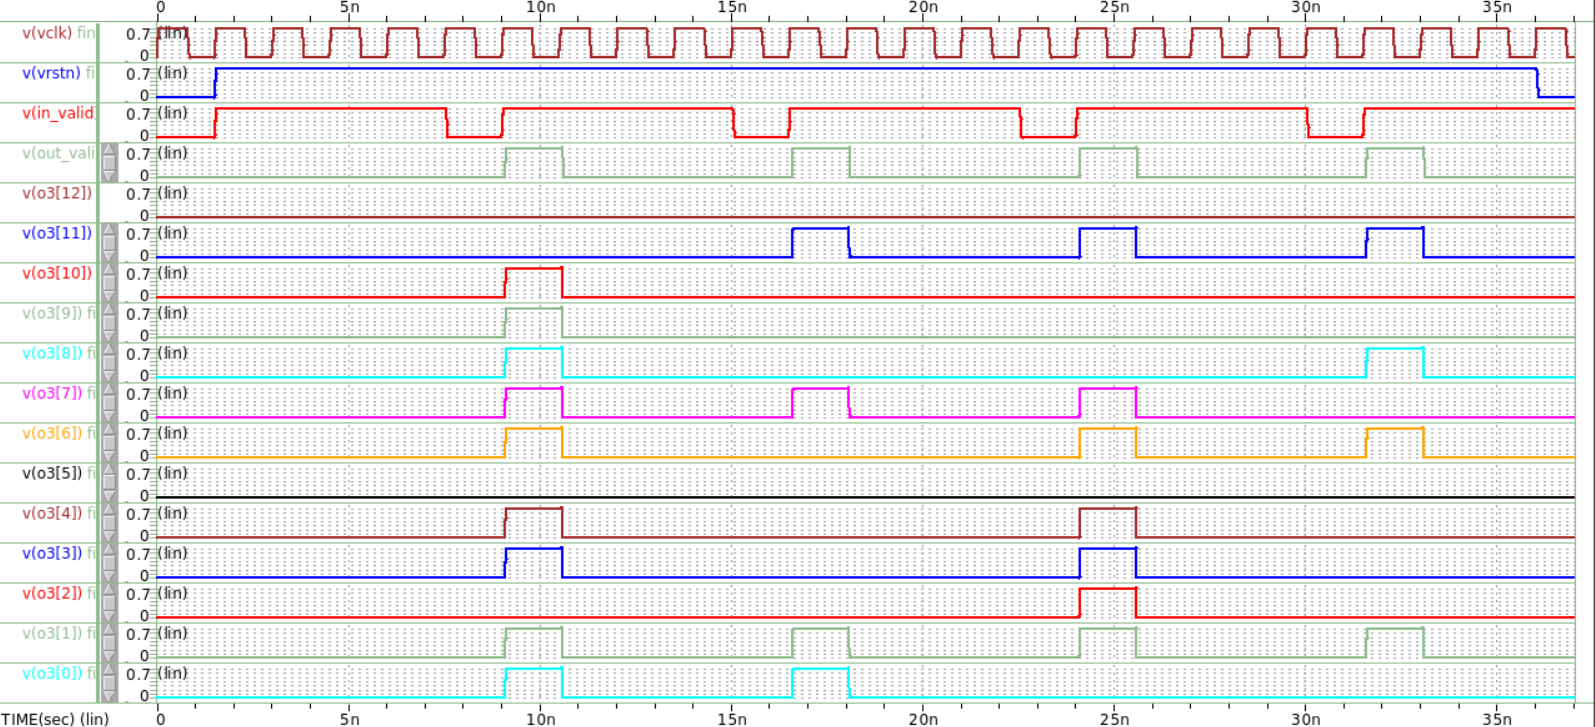 0 5n 10n 15n 20n 25n 30n 35n
v(vclk) fin 0.7 (lin)
0
v(vrstn) fi 0.7 (lin)
0
v(in_valid 0.7 (lin)
0
v(out_vali 0.7 (lin)
0
v(o3[12]) 0.7 (lin)
0
v(o3[11]) 0.7 (lin)
0
v(o3[10]) 0.7 (lin)
0
v(o3[9]) fi 0.7 (lin)
0
v(o3[8]) fi 0.7 (lin)
0
v(o3[7]) fi 0.7 (lin)
0
v(o3[6]) fi 0.7 (lin)
0
v(o3[5]) fi 0.7 (lin)
0
v(o3[4]) fi 0.7 (lin)
0
v(o3[3]) fi 0.7 (lin)
0
v(o3[2]) fi 0.7 (lin)
0
v(o3[1]) fi 0.7 (lin)
0
v(o3[0]) fi 0.7 (lin)
0
TIME(sec) (lin) 0 5n 10n 15n 20n 25n 30n 35n